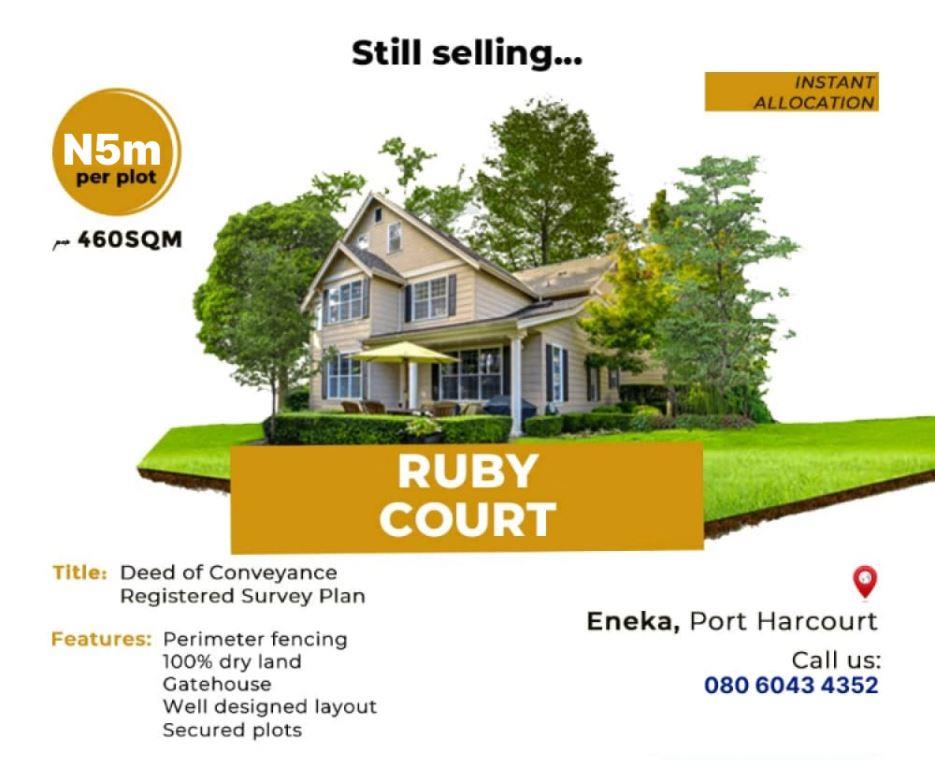 Still selling...
INSTANT
ALLOCATION
N5m
per plot
460SQM
RUBY
COURT
Title: Deed of Conveyance
Registered Survey Plan
Features: Perimeter fencing
100% dry land
Gatehouse
Well designed layout
Secured plots
Eneka, Port Harcourt
Call us:
080 6043 4352